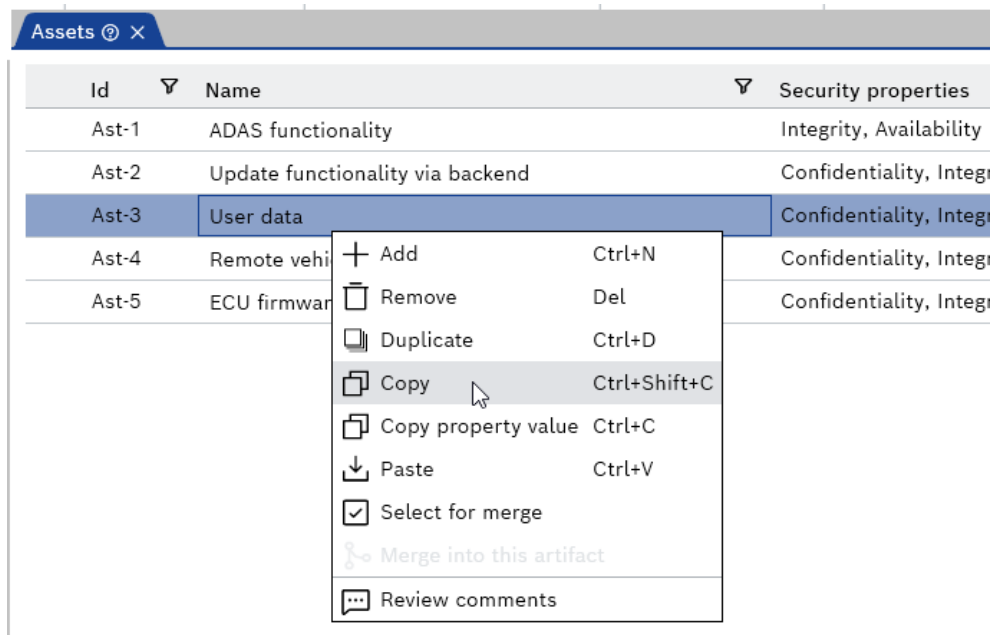 Assets
Id Name Security properties
Ast-1 ADAS functionality Integrity, Availability
Ast-2 Update functionality via backend Confidentiality, Integr
Ast-3 User data Confidentiality, Integr
Ast-4 Remote vehi Confidentiality, Integr
Ast-5 ECU firmwar Confidentiality, Integr
Add Ctrl+N
Remove Del
Duplicate Ctrl+D
Copy Ctrl+Shift+C
Copy property value Ctrl+C
Paste Ctrl+V
Select for merge
Merge into this artifact
Review comments